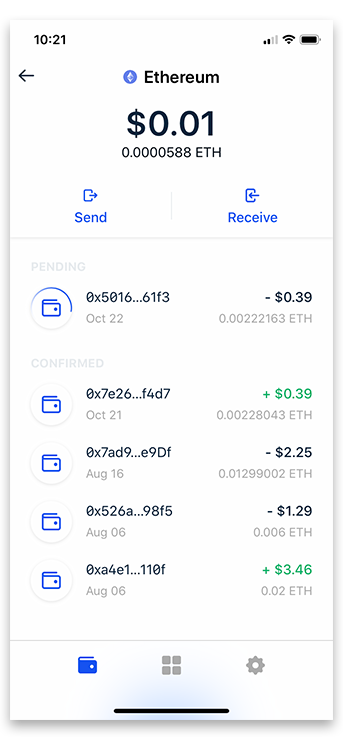 10:21
Ethereum
$0.01
0.0000588 ETH
Send
Receive
PENDING
0x5016...61f3 - $0.39
Oct 22 0.00222163 ETH
CONFIRMED
0x7e26...f4d7 + $0.39
Oct 21 0.00228043 ETH
0x7ad9...e9Df - $2.25
Aug 16 0.01299002 ETH
0x526a...98f5 - $1.29
Aug 06 0.006 ETH
0xa4e1...110f + $3.46
Aug 06 0.02 ETH